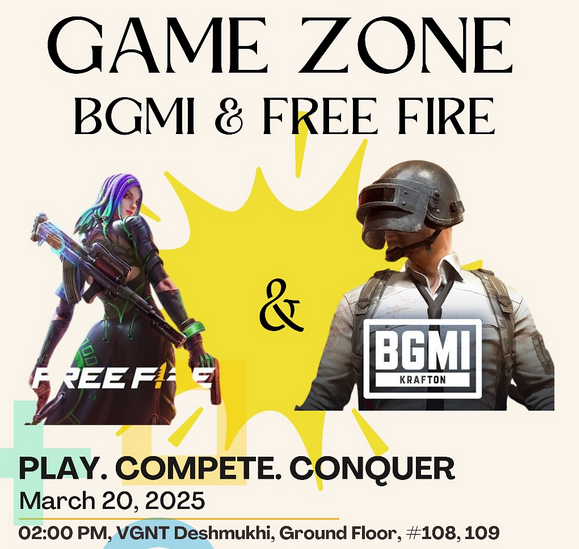 GAME ZONE
BGMI & FREE FIRE
&
FREE FIRE
BGMI
KRAFTON
PLAY. COMPETE. CONQUER
March 20, 2025
02:00 PM, VGNT Deshmukhi, Ground Floor, #108, 109